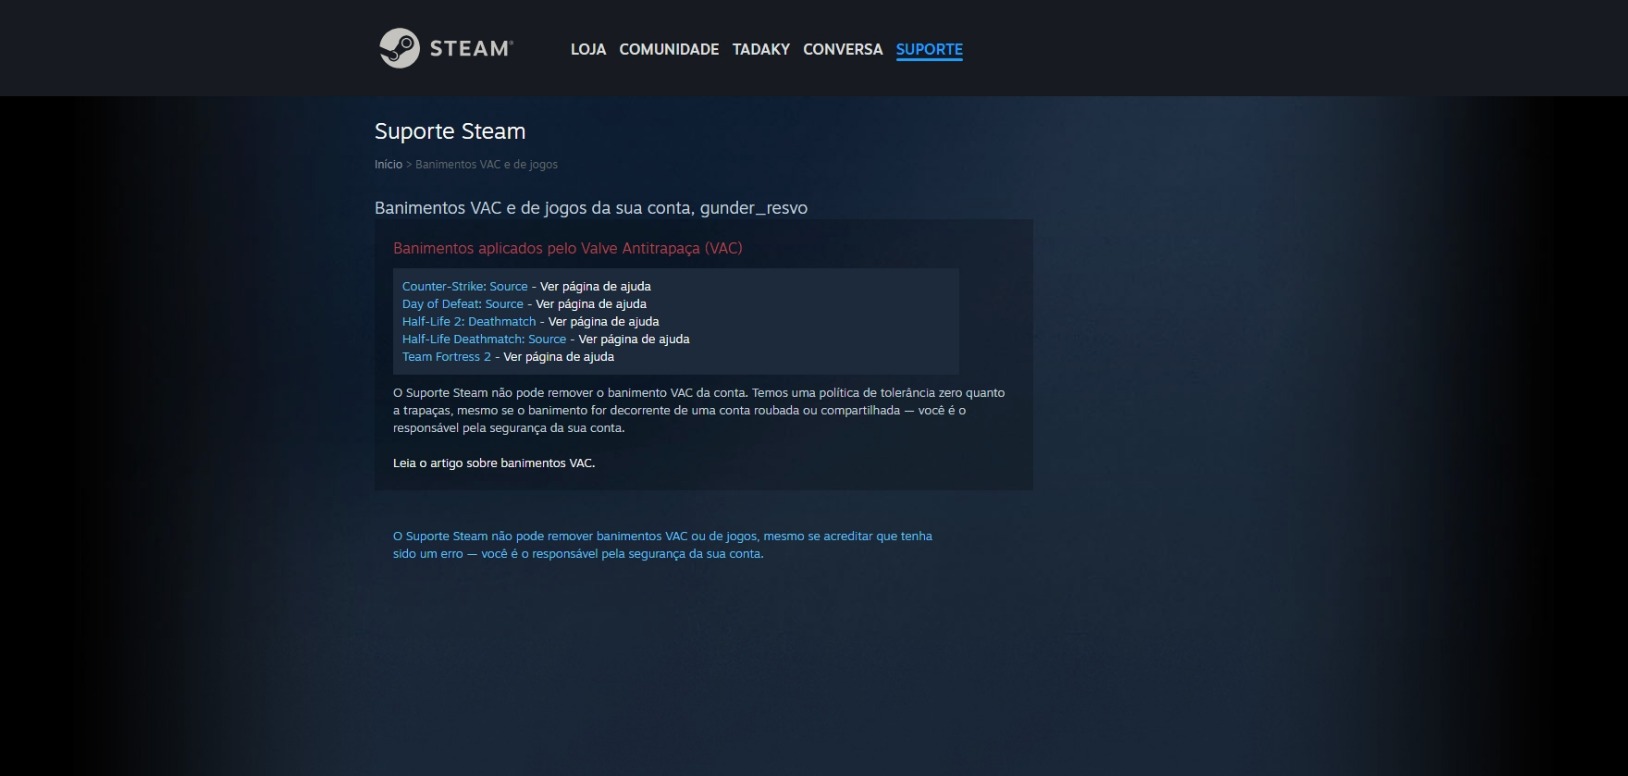 STEAM®
LOJA COMUNIDADE TADAKY CONVERSA SUPORTE
Suporte Steam
Início > Banimentos VAC e de jogos
Banimentos VAC e de jogos da sua conta, gunder_resvo
Banimentos aplicados pelo Valve Antitrapaça (VAC)
Counter-Strike: Source - Ver página de ajuda
Day of Defeat: Source - Ver página de ajuda
Half-Life 2: Deathmatch - Ver página de ajuda
Half-Life Deathmatch: Source - Ver página de ajuda
Team Fortress 2 - Ver página de ajuda
O Suporte Steam não pode remover o banimento VAC da conta. Temos uma política de tolerância zero quanto
a trapaças, mesmo se o banimento for decorrente de uma conta roubada ou compartilhada — você é o
responsável pela segurança da sua conta.
Leia o artigo sobre banimentos VAC.
O Suporte Steam não pode remover banimentos VAC ou de jogos, mesmo se acreditar que tenha
sido um erro — você é o responsável pela segurança da sua conta.